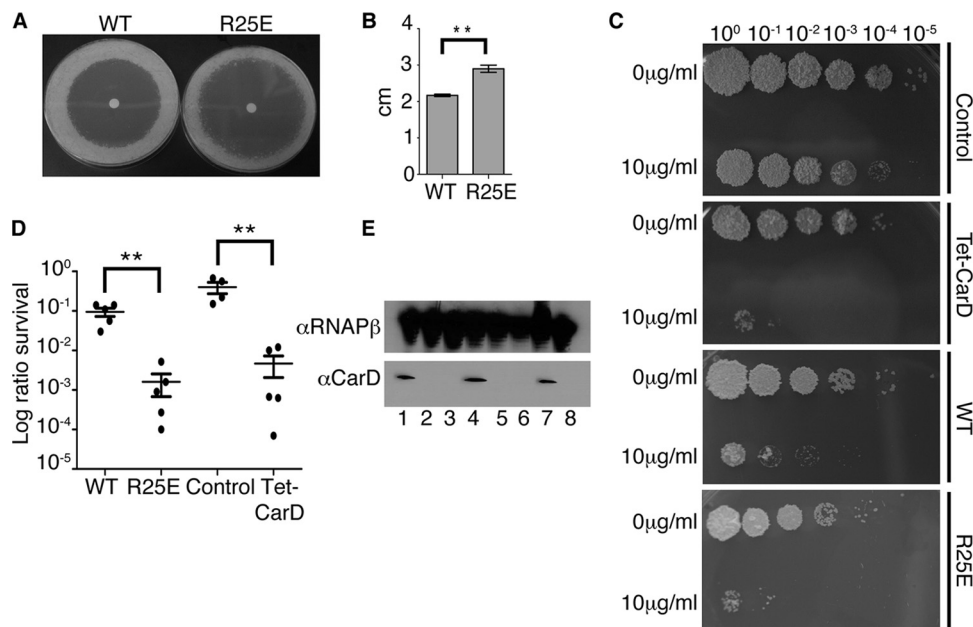 A
WT
R25E
B
**
cm
4
3
2
1
0
WT
R25E
C
10⁰ 10⁻¹ 10⁻² 10⁻³ 10⁻⁴ 10⁻⁵
0μg/ml
10μg/ml
Control
0μg/ml
10μg/ml
Tet-CarD
0μg/ml
10μg/ml
WT
0μg/ml
10μg/ml
R25E
D
**
**
Log ratio survival
10⁰
10⁻¹
10⁻²
10⁻³
10⁻⁴
10⁻⁵
WT R25E Control Tet-
CarD
E
αRNAPβ
αCarD
1 2 3 4 5 6 7 8